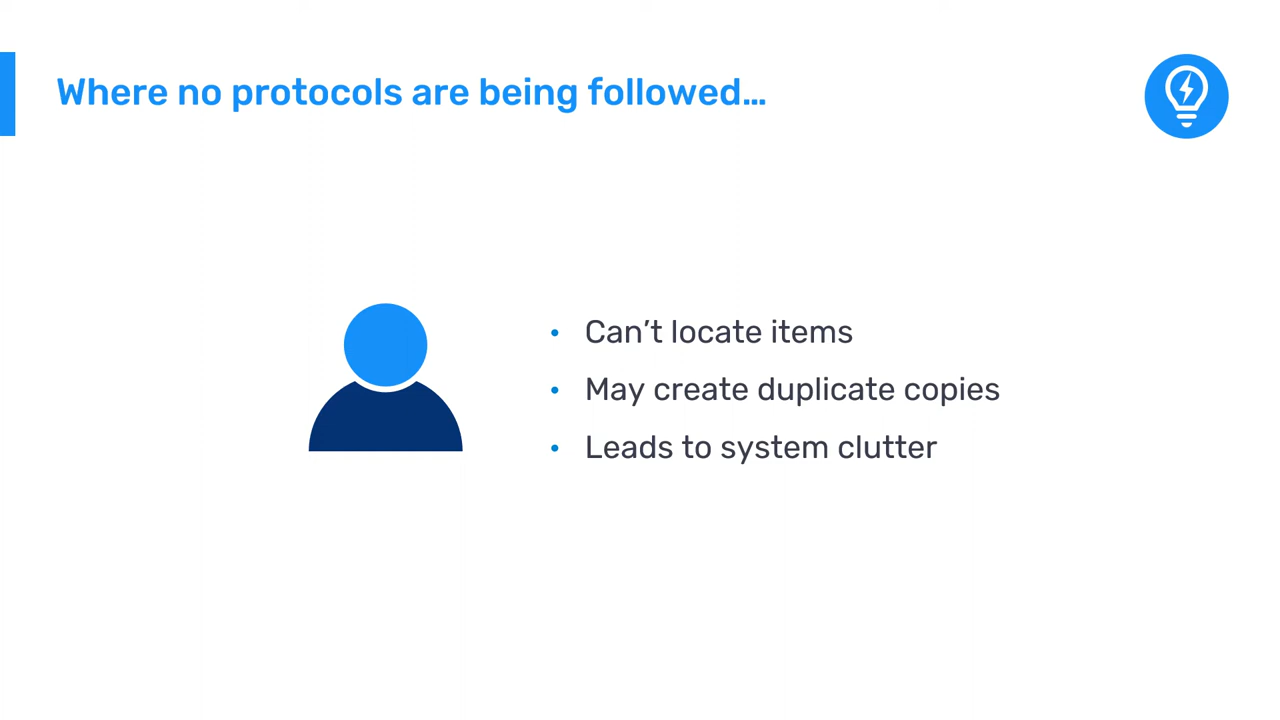 Where no protocols are being followed…
• Can’t locate items
• May create duplicate copies
• Leads to system clutter